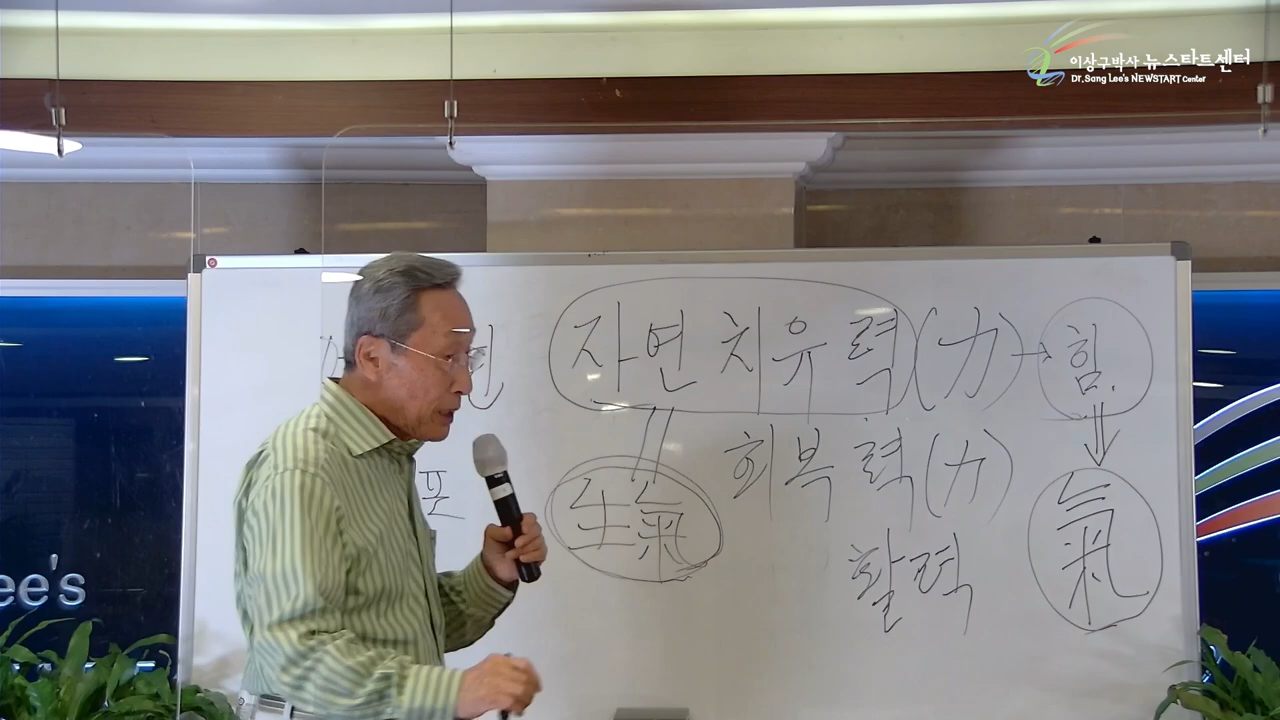 이상구박사 뉴스타트센터
Dr. Sang Lee's NEWSTART Center
자연치유력(力)→힘.
회복력(力)
生氣
氣
활력
포
ee's